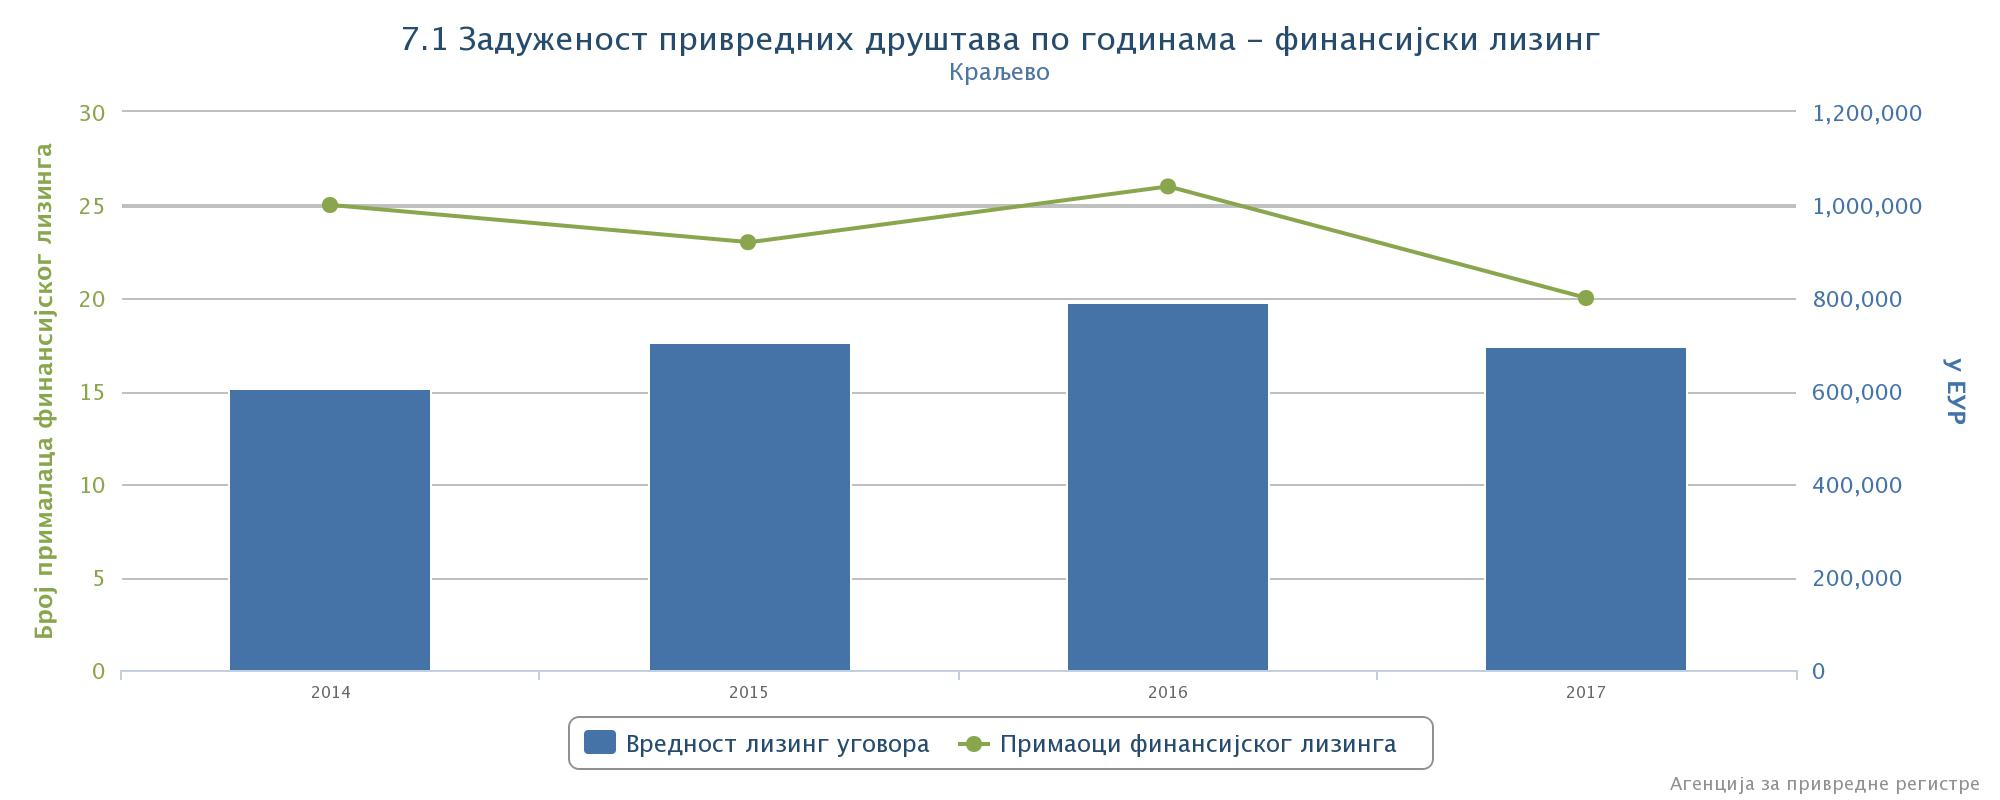 7.1 Задуженост привредних друштава по годинама – финансијски лизинг
Краљево
Број прималаца финансијског лизинга
30
25
20
15
10
5
0
1,200,000
1,000,000
800,000
600,000
400,000
200,000
0
у ЕУР
2014 2015 2016 2017
Вредност лизинг уговора Примаоци финансијског лизинга
Агенција за привредне регистре